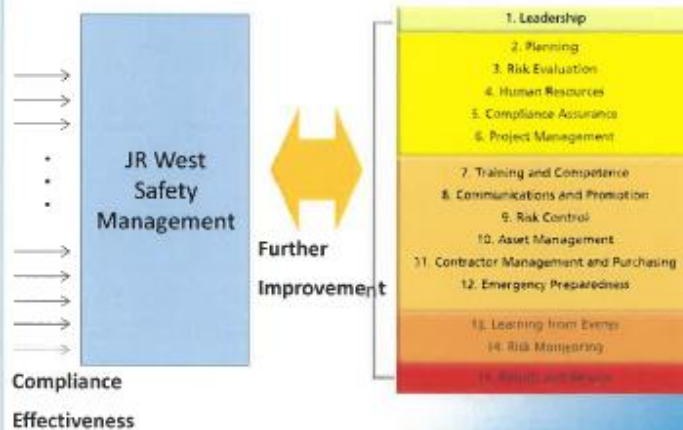 JR West
Safety
Management
Further
Improvement
Compliance
Effectiveness
1. Leadership
2. Planning
3. Risk Evaluation
4. Human Resources
5. Compliance Assurance
6. Project Management
7. Training and Competence
8. Communications and Promotion
9. Risk Control
10. Asset Management
11. Contractor Management and Purchasing
12. Emergency Preparedness
13. Learning from Events
14. Risk Monitoring